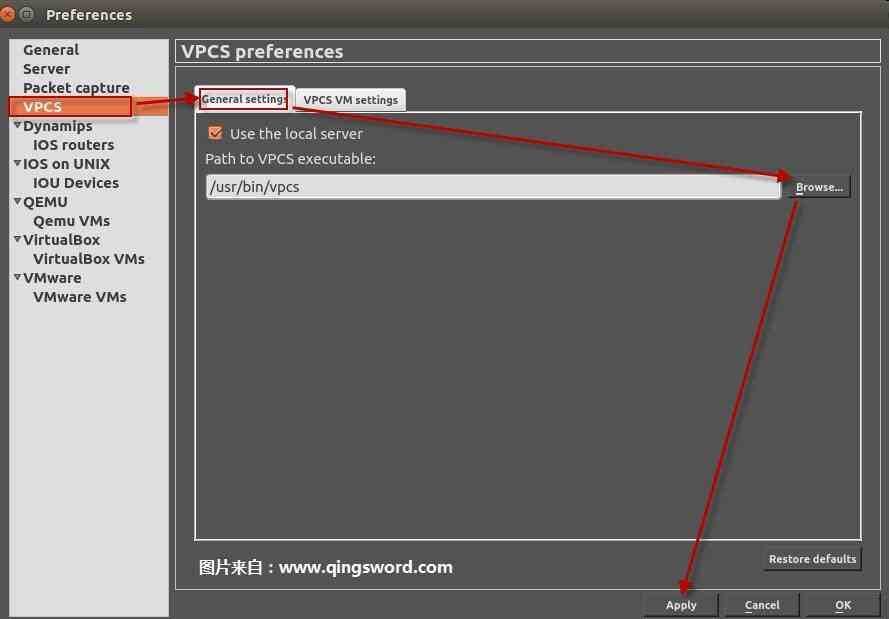 Preferences
General
Server
Packet capture
VPCS
Dynamips
IOS routers
IOS on UNIX
IOU Devices
QEMU
Qemu VMs
VirtualBox
VirtualBox VMs
VMware
VMware VMs
VPCS preferences
General settings
VPCS VM settings
Use the local server
Path to VPCS executable:
/usr/bin/vpcs
Browse...
图片来自：www.qingsword.com
Restore defaults
Apply
Cancel
OK